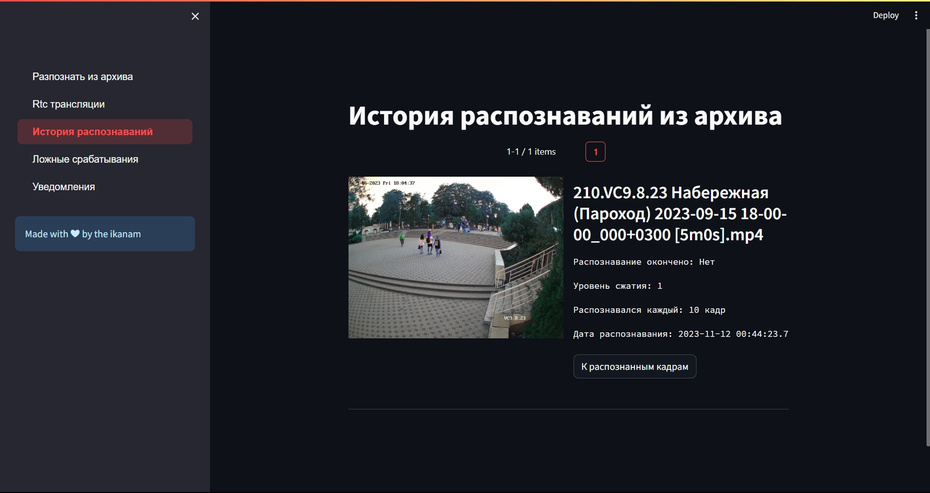 Deploy
Разпознать из архива
Rtc трансляции
История распознаваний
Ложные срабатывания
Уведомления
Made with 🤍 by the ikanam
История распознаваний из архива
1-1 / 1 items
1
-2023 Fri 18:04:37
VC9.8.23
210.VC9.8.23 Набережная
(Пароход) 2023-09-15 18-00-
00_000+0300 [5m0s].mp4
Распознавание окончено: Нет
Уровень сжатия: 1
Распознавался каждый: 10 кадр
Дата распознавания: 2023-11-12 00:44:23.7
К распознанным кадрам